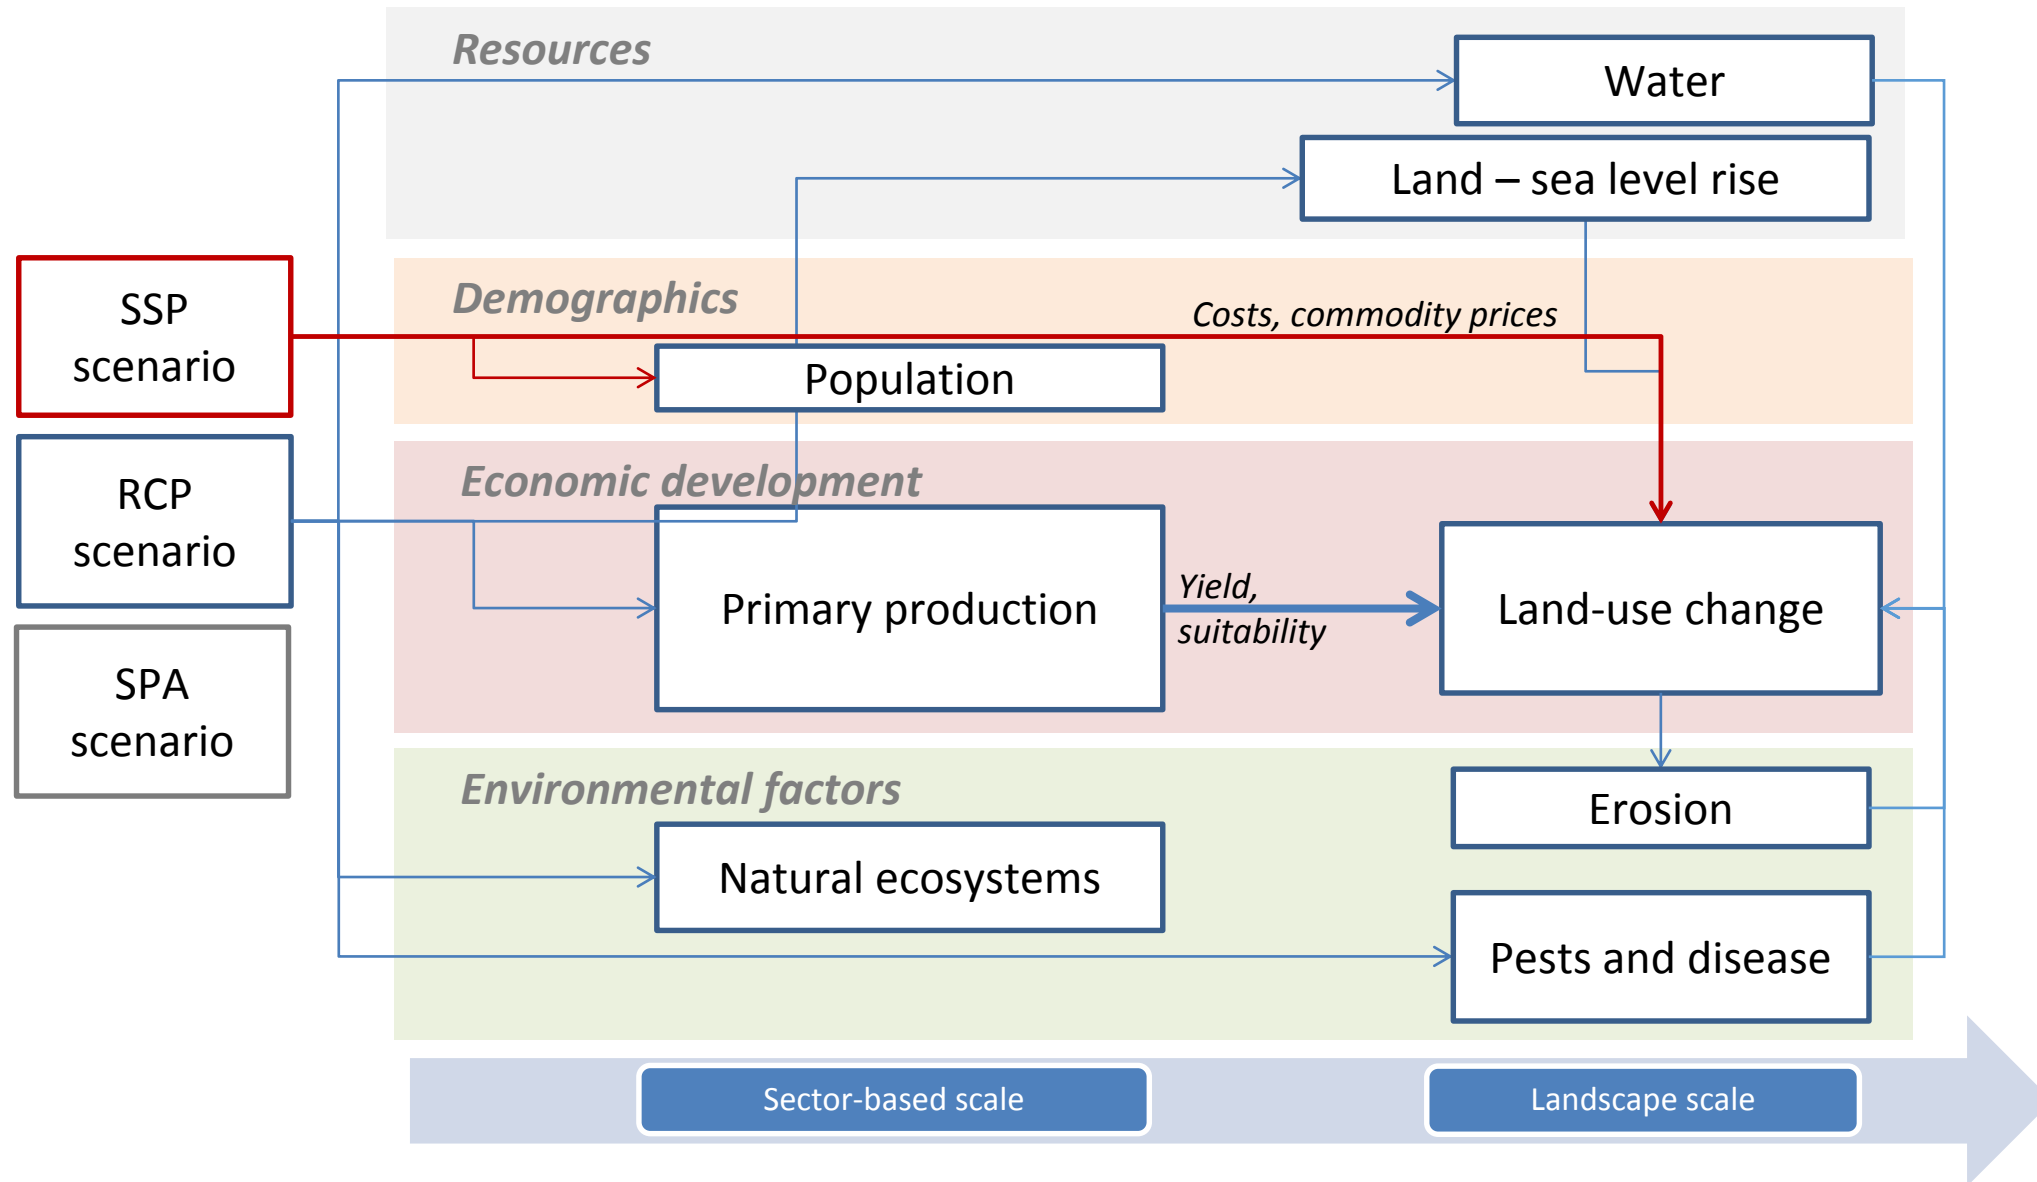 Resources
Water
Land – sea level rise
SSP
scenario
Demographics
Costs, commodity prices
Population
RCP
scenario
Economic development
Primary production
Yield,
suitability
Land-use change
SPA
scenario
Environmental factors
Erosion
Natural ecosystems
Pests and disease
Sector-based scale
Landscape scale